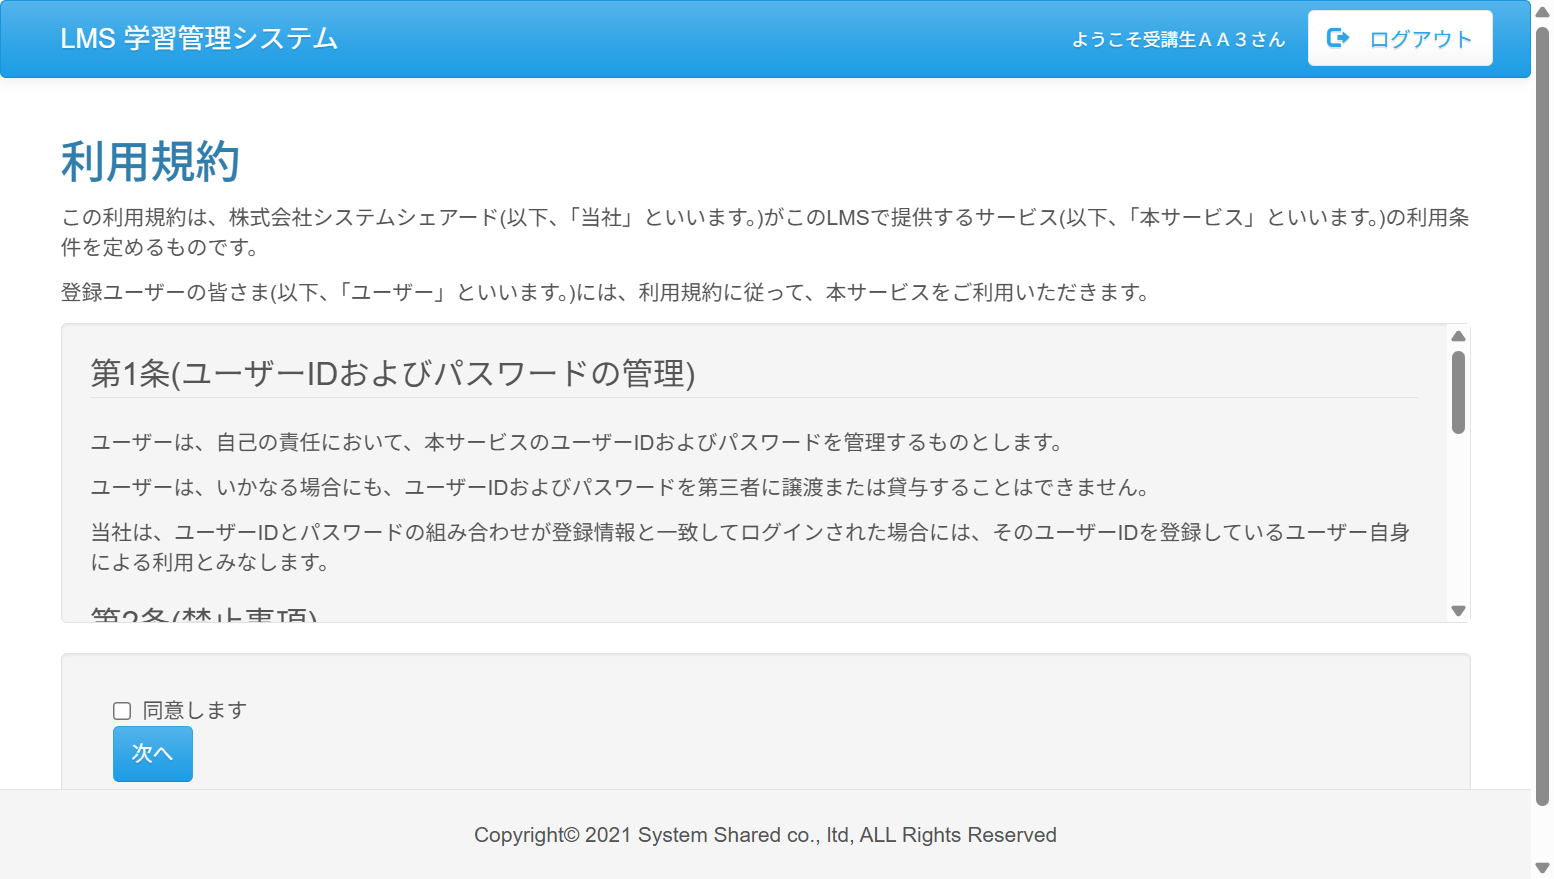 LMS 学習管理システム
ようこそ受講生ＡＡ３さん
ログアウト
利用規約
この利用規約は、株式会社システムシェアード(以下、「当社」といいます。)がこのLMSで提供するサービス(以下、「本サービス」といいます。)の利用条
件を定めるものです。
登録ユーザーの皆さま(以下、「ユーザー」といいます。)には、利用規約に従って、本サービスをご利用いただきます。
第1条(ユーザーIDおよびパスワードの管理)
ユーザーは、自己の責任において、本サービスのユーザーIDおよびパスワードを管理するものとします。
ユーザーは、いかなる場合にも、ユーザーIDおよびパスワードを第三者に譲渡または貸与することはできません。
当社は、ユーザーIDとパスワードの組み合わせが登録情報と一致してログインされた場合には、そのユーザーIDを登録しているユーザー自身
による利用とみなします。
第2条(禁止事項)
同意します
次へ
Copyright© 2021 System Shared co., ltd, ALL Rights Reserved